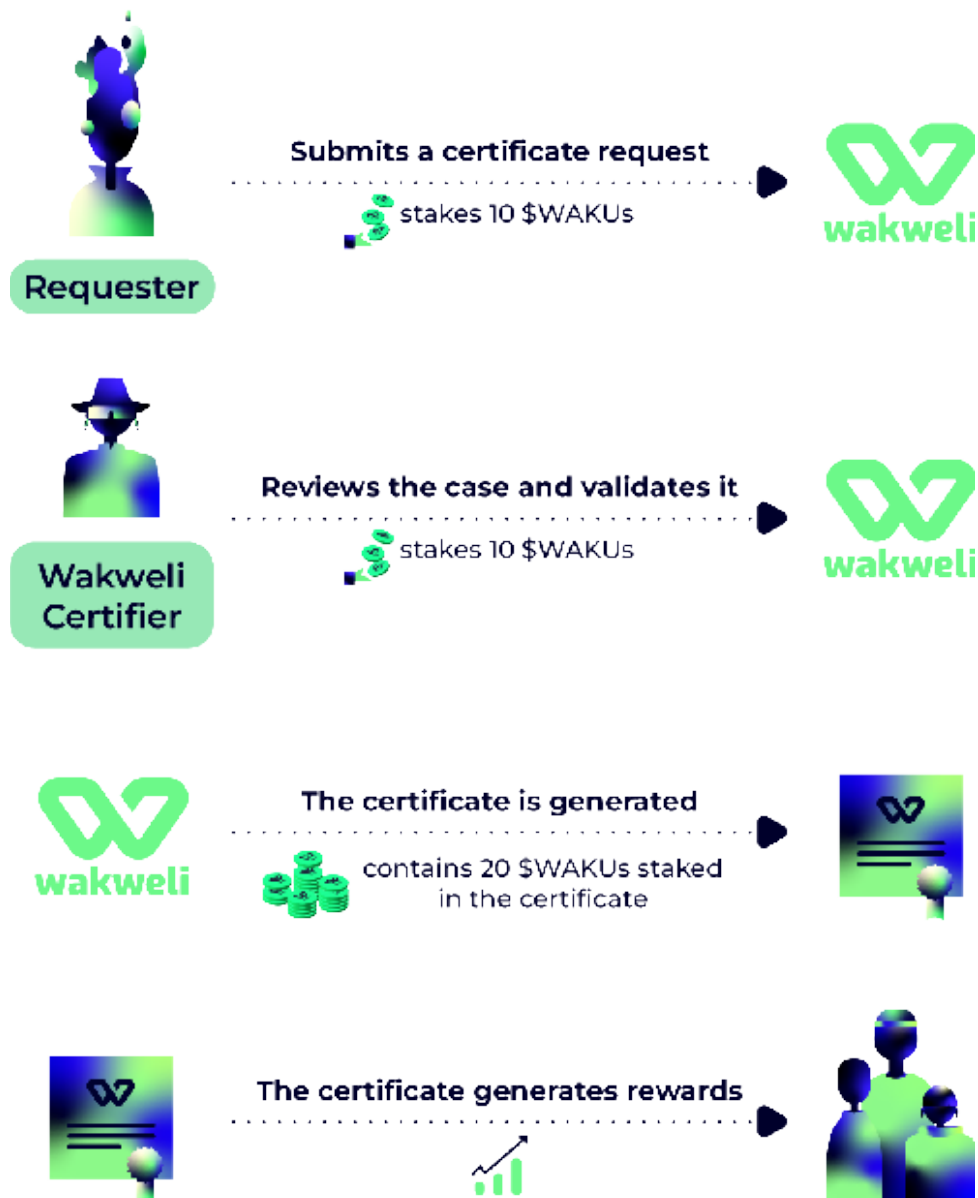 Submits a certificate request
stakes 10 $WAKUs
wakweli
Requester
Reviews the case and validates it
stakes 10 $WAKUs
wakweli
Wakweli
Certifier
The certificate is generated
contains 20 $WAKUs staked
in the certificate
wakweli
The certificate generates rewards